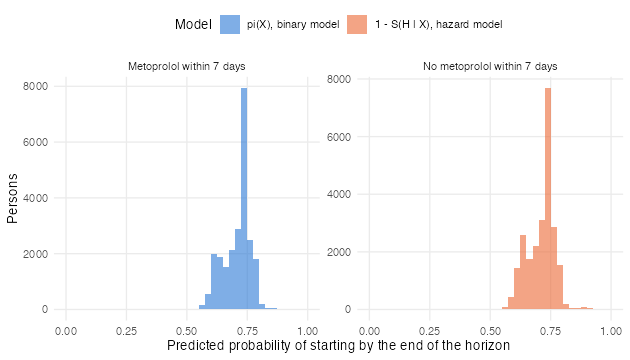 Model pi(X), binary model 1 - S(H | X), hazard model
Metoprolol within 7 days No metoprolol within 7 days
8000 8000
6000 6000
4000 4000
2000 2000
0 0
0.00 0.25 0.50 0.75 1.00 0.00 0.25 0.50 0.75 1.00
Persons
Predicted probability of starting by the end of the horizon